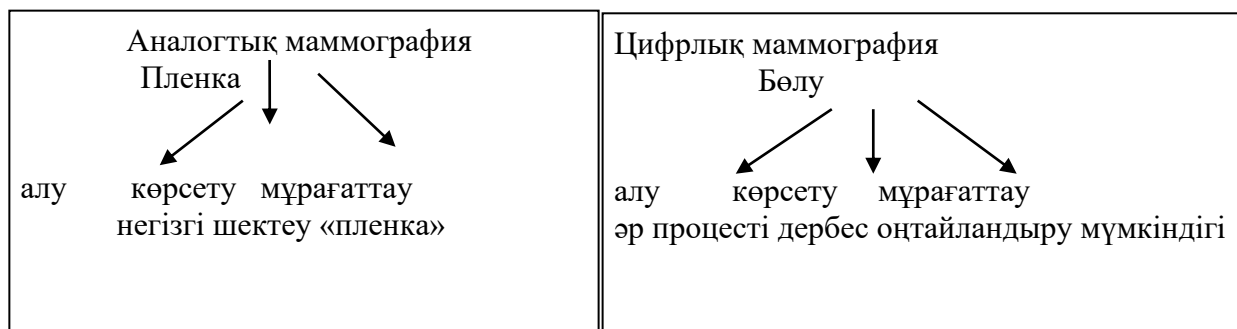 Аналогтық маммография
Пленка
алу көрсету мұрағаттау
негізгі шектеу «пленка»
Цифрлық маммография
Бөлу
алу көрсету мұрағаттау
әр процесті дербес оңтайландыру мүмкіндігі